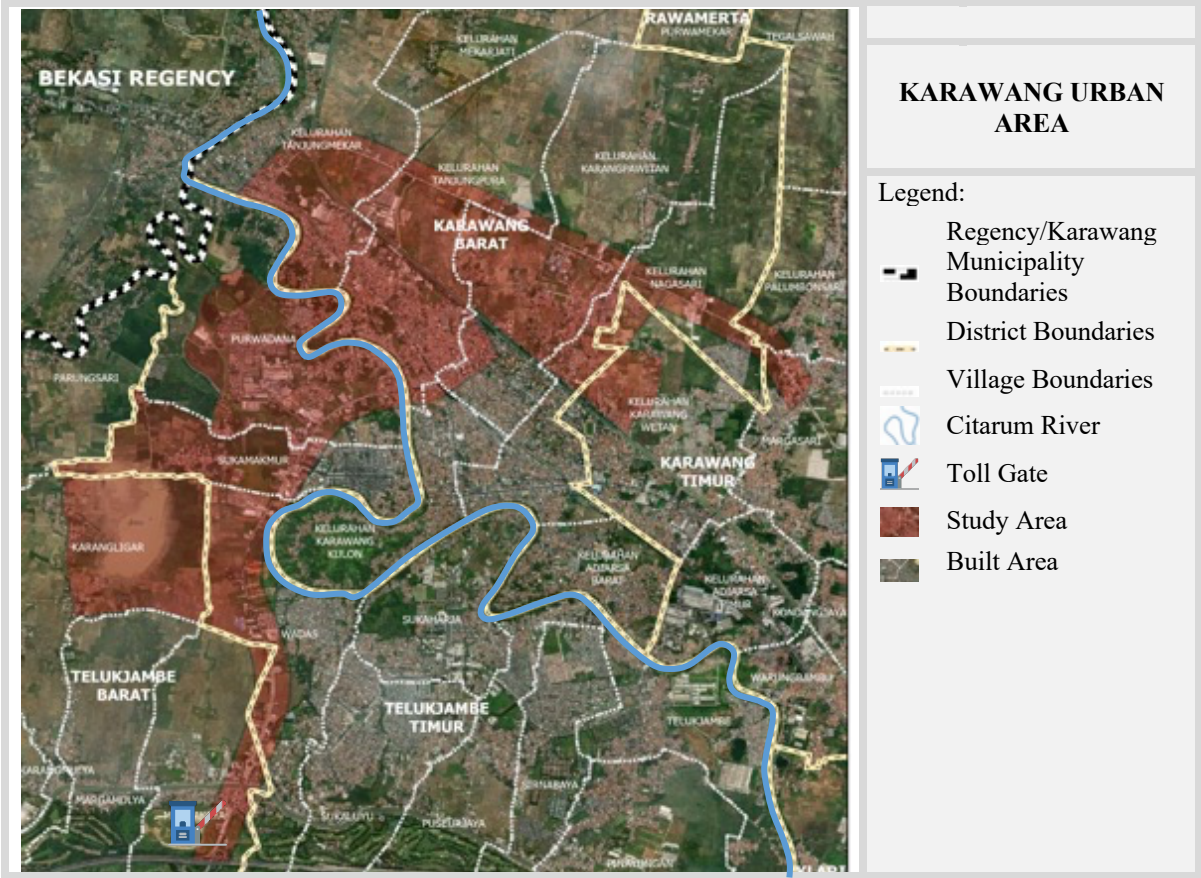 RAWAMERTA
PURWAMEKAR
KELURAHAN
MEKARJATI
TEGALSAWAH
BEKASI REGENCY
KELURAHAN
TANJUNGMEKAR
KELURAHAN
TANJUNGPURA
KELURAHAN
KARANGPAWITAN
KARAWANG
BARAT
KELURAHAN
NAGASARI
KELURAHAN
PALUMBONSARI
PURWADANA
PARUNGSARI
KELURAHAN
KARAWANG
WETAN
MARGASARI
SUKAMAKMUR
KARAWANG
TIMUR
KELURAHAN
KARAWANG
KULON
KARANGLIGAR
KELURAHAN
ADIARSA
BARAT
KELURAHAN
ADIARSA
TIMUR
KONDANGJAYA
SUKAHARJA
WADAS
TELUKJAMBE
BARAT
WARUNGBAMBU
TELUKJAMBE
TIMUR
TELUKJAMBE
SIRNABAYA
MARGAMULYA
SUKALUYU
PUSEURJAYA
PINAYUNGAN
KLARI
KARAWANG URBAN
AREA
Legend:
Regency/Karawang
Municipality
Boundaries
District Boundaries
Village Boundaries
Citarum River
Toll Gate
Study Area
Built Area